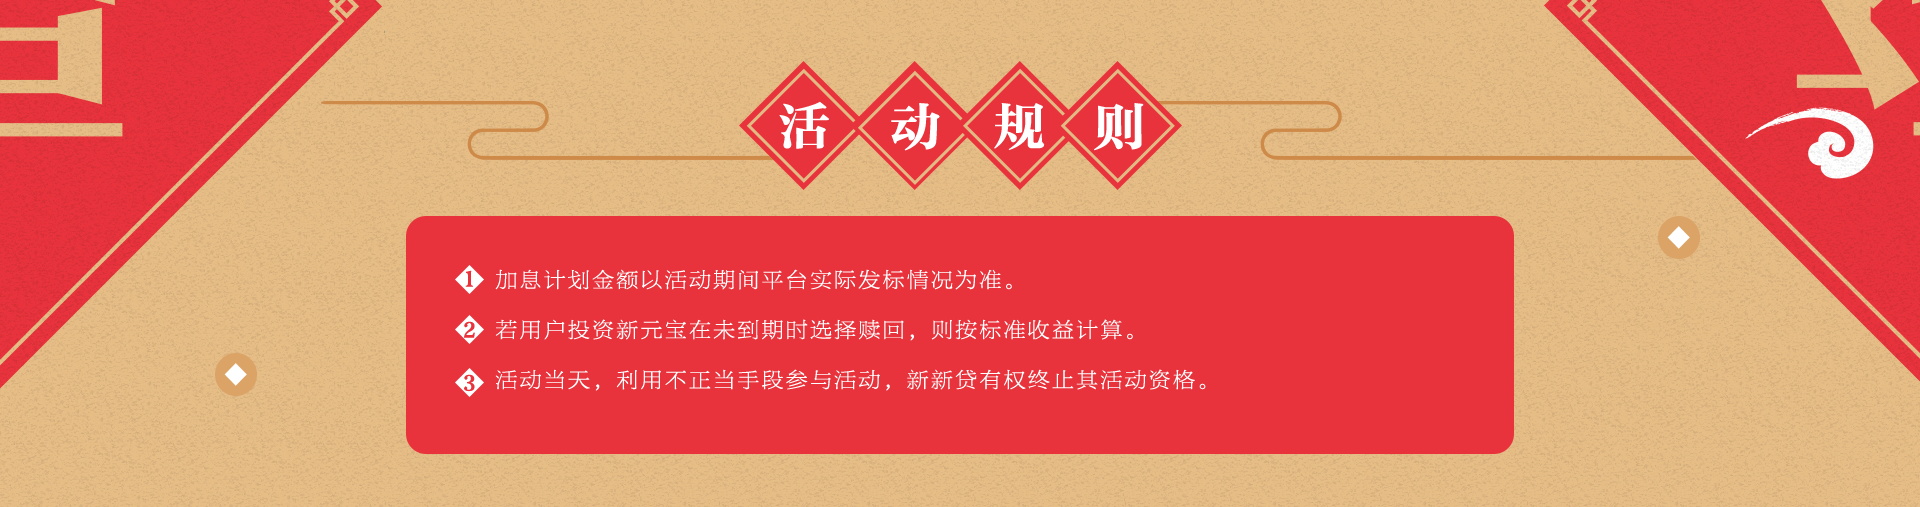 活动规则
1 加息计划金额以活动期间平台实际发标情况为准。
2 若用户投资新元宝在未到期时选择赎回，则按标准收益计算。
3 活动当天，利用不正当手段参与活动，新新贷有权终止其活动资格。